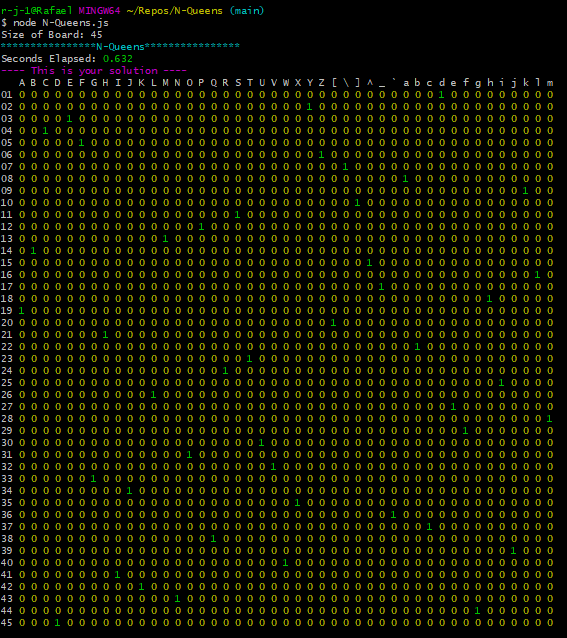 r-j-1@Rafael MINGW64 ~/Repos/N-Queens (main)
$ node N-Queens.js
Size of Board: 45
****************N-Queens****************
Seconds Elapsed: 0.632
---- This is your solution ----
A B C D E F G H I J K L M N O P Q R S T U V W X Y Z [ \ ] ^ _ ` a b c d e f g h i j k l m
01 0 0 0 0 0 0 0 0 0 0 0 0 0 0 0 0 0 0 0 0 0 0 0 0 0 0 0 0 0 0 0 0 0 0 0 1 0 0 0 0 0 0 0 0 0
02 0 0 0 0 0 0 0 0 0 0 0 0 0 0 0 0 0 0 0 0 0 0 0 0 1 0 0 0 0 0 0 0 0 0 0 0 0 0 0 0 0 0 0 0 0
03 0 0 0 0 1 0 0 0 0 0 0 0 0 0 0 0 0 0 0 0 0 0 0 0 0 0 0 0 0 0 0 0 0 0 0 0 0 0 0 0 0 0 0 0 0
04 0 0 1 0 0 0 0 0 0 0 0 0 0 0 0 0 0 0 0 0 0 0 0 0 0 0 0 0 0 0 0 0 0 0 0 0 0 0 0 0 0 0 0 0 0
05 0 0 0 0 0 1 0 0 0 0 0 0 0 0 0 0 0 0 0 0 0 0 0 0 0 0 0 0 0 0 0 0 0 0 0 0 0 0 0 0 0 0 0 0 0
06 0 0 0 0 0 0 0 0 0 0 0 0 0 0 0 0 0 0 0 0 0 0 0 0 0 1 0 0 0 0 0 0 0 0 0 0 0 0 0 0 0 0 0 0 0
07 0 0 0 0 0 0 0 0 0 0 0 0 0 0 0 0 0 0 0 0 0 0 0 0 0 0 0 1 0 0 0 0 0 0 0 0 0 0 0 0 0 0 0 0 0
08 0 0 0 0 0 0 0 0 0 0 0 0 0 0 0 0 0 0 0 0 0 0 0 0 0 0 0 0 0 0 0 0 1 0 0 0 0 0 0 0 0 0 0 0 0
09 0 0 0 0 0 0 0 0 0 0 0 0 0 0 0 0 0 0 0 0 0 0 0 0 0 0 0 0 0 0 0 0 0 0 0 0 0 0 0 0 0 0 1 0 0
10 0 0 0 0 0 0 0 0 0 0 0 0 0 0 0 0 0 0 0 0 0 0 0 0 0 0 0 0 1 0 0 0 0 0 0 0 0 0 0 0 0 0 0 0 0
11 0 0 0 0 0 0 0 0 0 0 0 0 0 0 0 0 0 0 1 0 0 0 0 0 0 0 0 0 0 0 0 0 0 0 0 0 0 0 0 0 0 0 0 0 0
12 0 0 0 0 0 0 0 0 0 0 0 0 0 0 0 1 0 0 0 0 0 0 0 0 0 0 0 0 0 0 0 0 0 0 0 0 0 0 0 0 0 0 0 0 0
13 0 0 0 0 0 0 0 0 0 0 0 0 1 0 0 0 0 0 0 0 0 0 0 0 0 0 0 0 0 0 0 0 0 0 0 0 0 0 0 0 0 0 0 0 0
14 0 1 0 0 0 0 0 0 0 0 0 0 0 0 0 0 0 0 0 0 0 0 0 0 0 0 0 0 0 0 0 0 0 0 0 0 0 0 0 0 0 0 0 0 0
15 0 0 0 0 0 0 0 0 0 0 0 0 0 0 0 0 0 0 0 0 0 0 0 0 0 0 0 0 0 1 0 0 0 0 0 0 0 0 0 0 0 0 0 0 0
16 0 0 0 0 0 0 0 0 0 0 0 0 0 0 0 0 0 0 0 0 0 0 0 0 0 0 0 0 0 0 0 0 0 0 0 0 0 0 0 0 0 0 0 1 0
17 0 0 0 0 0 0 0 0 0 0 0 0 0 0 0 0 0 0 0 0 0 0 0 0 0 0 0 0 0 0 1 0 0 0 0 0 0 0 0 0 0 0 0 0 0
18 0 0 0 0 0 0 0 0 0 0 0 0 0 0 0 0 0 0 0 0 0 0 0 0 0 0 0 0 0 0 0 0 0 0 0 0 0 0 0 1 0 0 0 0 0
19 1 0 0 0 0 0 0 0 0 0 0 0 0 0 0 0 0 0 0 0 0 0 0 0 0 0 0 0 0 0 0 0 0 0 0 0 0 0 0 0 0 0 0 0 0
20 0 0 0 0 0 0 0 0 0 0 0 0 0 0 0 0 0 0 0 0 0 0 0 0 0 0 1 0 0 0 0 0 0 0 0 0 0 0 0 0 0 0 0 0 0
21 0 0 0 0 0 0 0 1 0 0 0 0 0 0 0 0 0 0 0 0 0 0 0 0 0 0 0 0 0 0 0 0 0 0 0 0 0 0 0 0 0 0 0 0 0
22 0 0 0 0 0 0 0 0 0 0 0 0 0 0 0 0 0 0 0 0 0 0 0 0 0 0 0 0 0 0 0 0 0 1 0 0 0 0 0 0 0 0 0 0 0
23 0 0 0 0 0 0 0 0 0 0 0 0 0 0 0 0 0 0 0 1 0 0 0 0 0 0 0 0 0 0 0 0 0 0 0 0 0 0 0 0 0 0 0 0 0
24 0 0 0 0 0 0 0 0 0 0 0 0 0 0 0 0 0 1 0 0 0 0 0 0 0 0 0 0 0 0 0 0 0 0 0 0 0 0 0 0 0 0 0 0 0
25 0 0 0 0 0 0 0 0 0 0 0 0 0 0 0 0 0 0 0 0 0 0 0 0 0 0 0 0 0 0 0 0 0 0 0 0 0 0 0 0 1 0 0 0 0
26 0 0 0 0 0 0 0 0 0 0 0 1 0 0 0 0 0 0 0 0 0 0 0 0 0 0 0 0 0 0 0 0 0 0 0 0 0 0 0 0 0 0 0 0 0
27 0 0 0 0 0 0 0 0 0 0 0 0 0 0 0 0 0 0 0 0 0 0 0 0 0 0 0 0 0 0 0 0 0 0 0 0 1 0 0 0 0 0 0 0 0
28 0 0 0 0 0 0 0 0 0 0 0 0 0 0 0 0 0 0 0 0 0 0 0 0 0 0 0 0 0 0 0 0 0 0 0 0 0 0 0 0 0 0 0 0 1
29 0 0 0 0 0 0 0 0 0 0 0 0 0 0 0 0 0 0 0 0 0 0 0 0 0 0 0 0 0 0 0 0 0 0 0 0 0 1 0 0 0 0 0 0 0
30 0 0 0 0 0 0 0 0 0 0 0 0 0 0 0 0 0 0 0 0 1 0 0 0 0 0 0 0 0 0 0 0 0 0 0 0 0 0 0 0 0 0 0 0 0
31 0 0 0 0 0 0 0 0 0 0 0 0 0 0 1 0 0 0 0 0 0 0 0 0 0 0 0 0 0 0 0 0 0 0 0 0 0 0 0 0 0 0 0 0 0
32 0 0 0 0 0 0 0 0 0 0 0 0 0 0 0 0 0 0 0 0 0 1 0 0 0 0 0 0 0 0 0 0 0 0 0 0 0 0 0 0 0 0 0 0 0
33 0 0 0 0 0 0 1 0 0 0 0 0 0 0 0 0 0 0 0 0 0 0 0 0 0 0 0 0 0 0 0 0 0 0 0 0 0 0 0 0 0 0 0 0 0
34 0 0 0 0 0 0 0 0 0 1 0 0 0 0 0 0 0 0 0 0 0 0 0 0 0 0 0 0 0 0 0 0 0 0 0 0 0 0 0 0 0 0 0 0 0
35 0 0 0 0 0 0 0 0 0 0 0 0 0 0 0 0 0 0 0 0 0 0 0 1 0 0 0 0 0 0 0 0 0 0 0 0 0 0 0 0 0 0 0 0 0
36 0 0 0 0 0 0 0 0 0 0 0 0 0 0 0 0 0 0 0 0 0 0 0 0 0 0 0 0 0 0 0 1 0 0 0 0 0 0 0 0 0 0 0 0 0
37 0 0 0 0 0 0 0 0 0 0 0 0 0 0 0 0 0 0 0 0 0 0 0 0 0 0 0 0 0 0 0 0 0 0 1 0 0 0 0 0 0 0 0 0 0
38 0 0 0 0 0 0 0 0 0 0 0 0 0 0 0 0 1 0 0 0 0 0 0 0 0 0 0 0 0 0 0 0 0 0 0 0 0 0 0 0 0 0 0 0 0
39 0 0 0 0 0 0 0 0 0 0 0 0 0 0 0 0 0 0 0 0 0 0 0 0 0 0 0 0 0 0 0 0 0 0 0 0 0 0 0 0 0 1 0 0 0
40 0 0 0 0 0 0 0 0 0 0 0 0 0 0 0 0 0 0 0 0 0 0 1 0 0 0 0 0 0 0 0 0 0 0 0 0 0 0 0 0 0 0 0 0 0
41 0 0 0 0 0 0 0 0 1 0 0 0 0 0 0 0 0 0 0 0 0 0 0 0 0 0 0 0 0 0 0 0 0 0 0 0 0 0 0 0 0 0 0 0 0
42 0 0 0 0 0 0 0 0 0 0 1 0 0 0 0 0 0 0 0 0 0 0 0 0 0 0 0 0 0 0 0 0 0 0 0 0 0 0 0 0 0 0 0 0 0
43 0 0 0 0 0 0 0 0 0 0 0 0 0 1 0 0 0 0 0 0 0 0 0 0 0 0 0 0 0 0 0 0 0 0 0 0 0 0 0 0 0 0 0 0 0
44 0 0 0 0 0 0 0 0 0 0 0 0 0 0 0 0 0 0 0 0 0 0 0 0 0 0 0 0 0 0 0 0 0 0 0 0 0 0 1 0 0 0 0 0 0
45 0 0 0 1 0 0 0 0 0 0 0 0 0 0 0 0 0 0 0 0 0 0 0 0 0 0 0 0 0 0 0 0 0 0 0 0 0 0 0 0 0 0 0 0 0